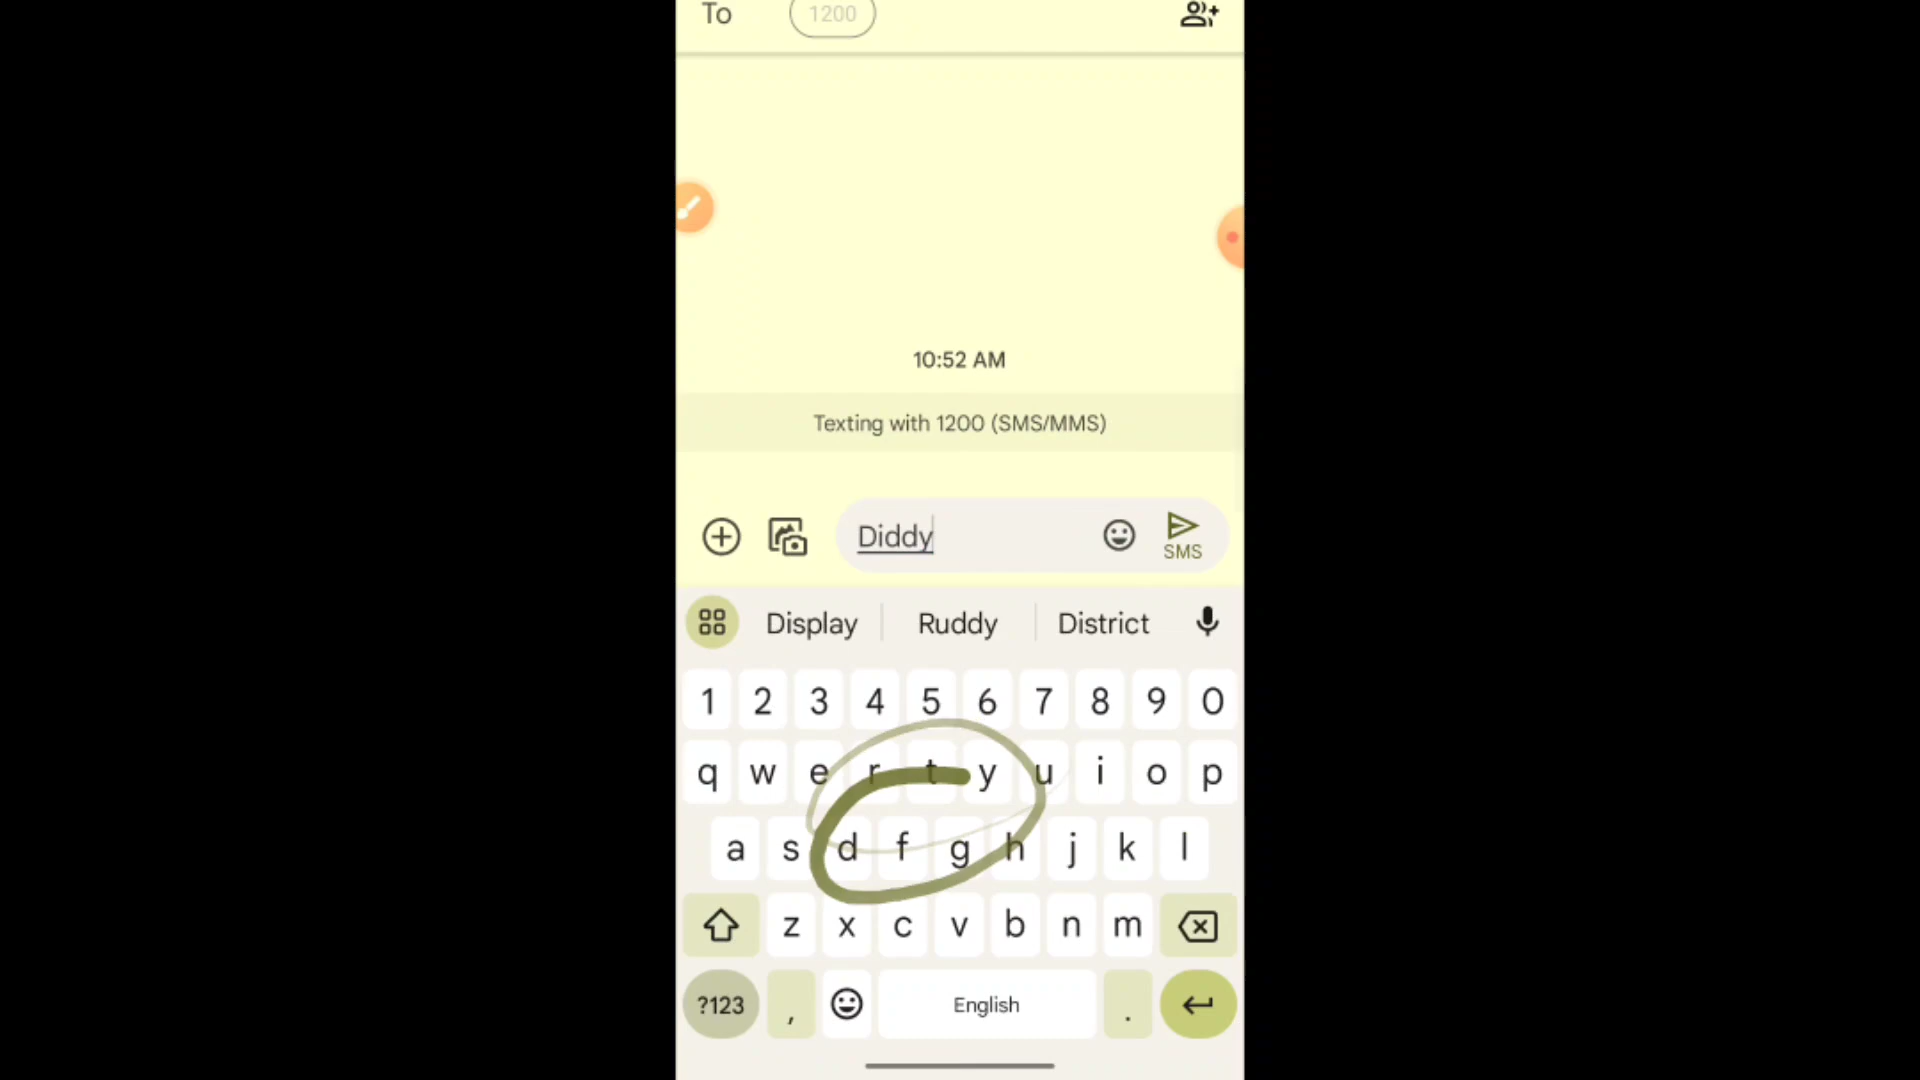 To 1200
10:52 AM
Texting with 1200 (SMS/MMS)
Diddy
SMS
Display Ruddy District
1 2 3 4 5 6 7 8 9 0
q w e r t y u i o p
a s d f g h j k l
z x c v b n m
?123 , English .